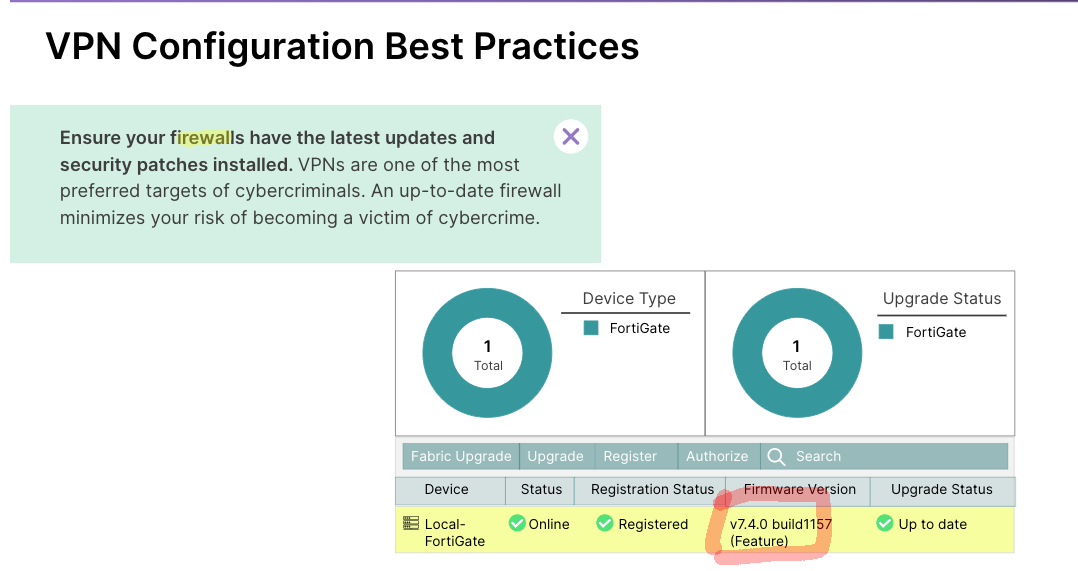 VPN Configuration Best Practices
Ensure your firewalls have the latest updates and
security patches installed. VPNs are one of the most
preferred targets of cybercriminals. An up-to-date firewall
minimizes your risk of becoming a victim of cybercrime.
1
Total
Device Type
FortiGate
1
Total
Upgrade Status
FortiGate
Fabric Upgrade Upgrade Register Authorize Search
Device Status Registration Status Firmware Version Upgrade Status
Local- Online Registered v7.4.0 build1157 Up to date
FortiGate (Feature)